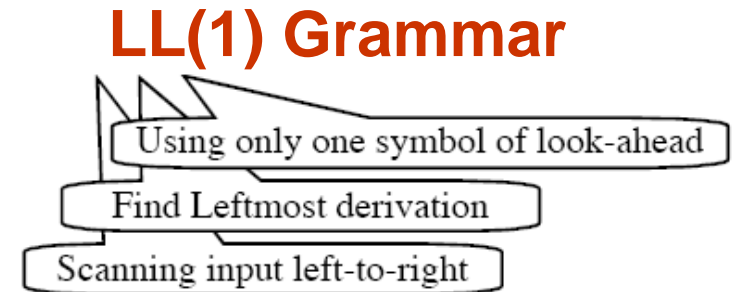 LL(1) Grammar
Using only one symbol of look-ahead
Find Leftmost derivation
Scanning input left-to-right